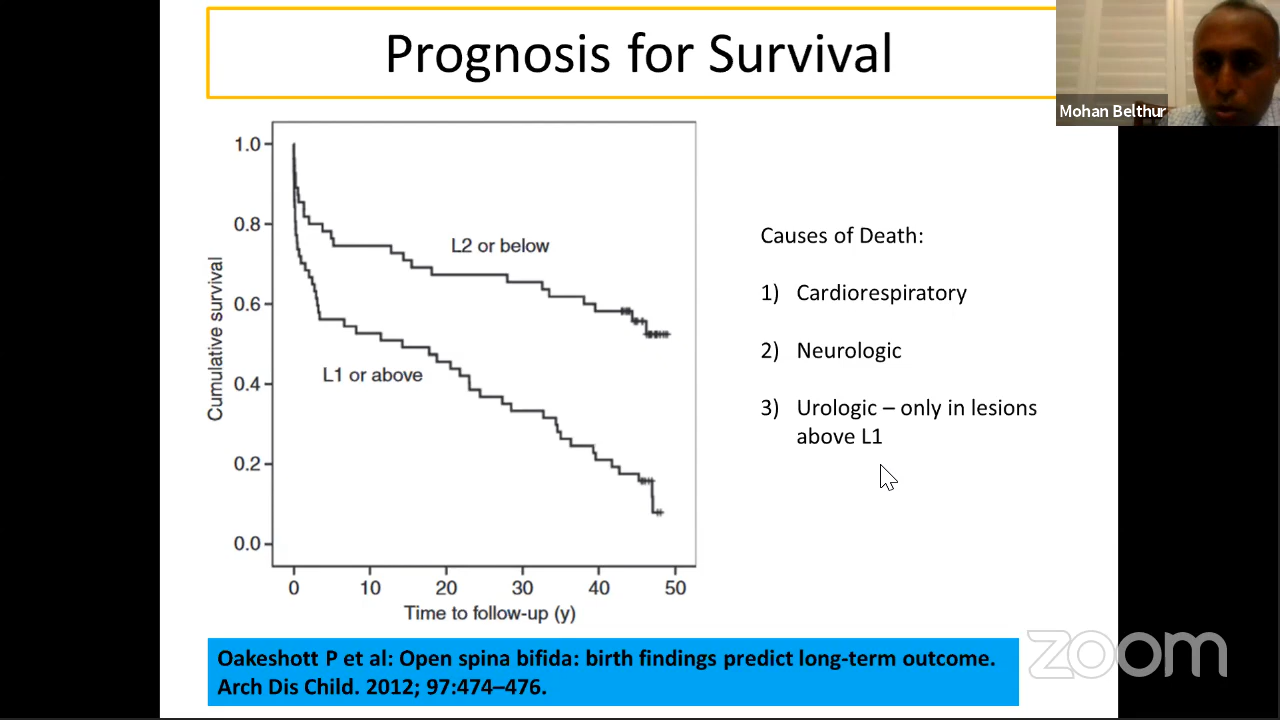 Prognosis for Survival
Mohan Belthur
1.0
0.8
0.6
0.4
0.2
0.0
Cumulative survival
L2 or below
L1 or above
0 10 20 30 40 50
Time to follow-up (y)
Causes of Death:
1) Cardiorespiratory
2) Neurologic
3) Urologic – only in lesions
above L1
Oakeshott P et al: Open spina bifida: birth findings predict long-term outcome.
Arch Dis Child. 2012; 97:474–476.
zoom